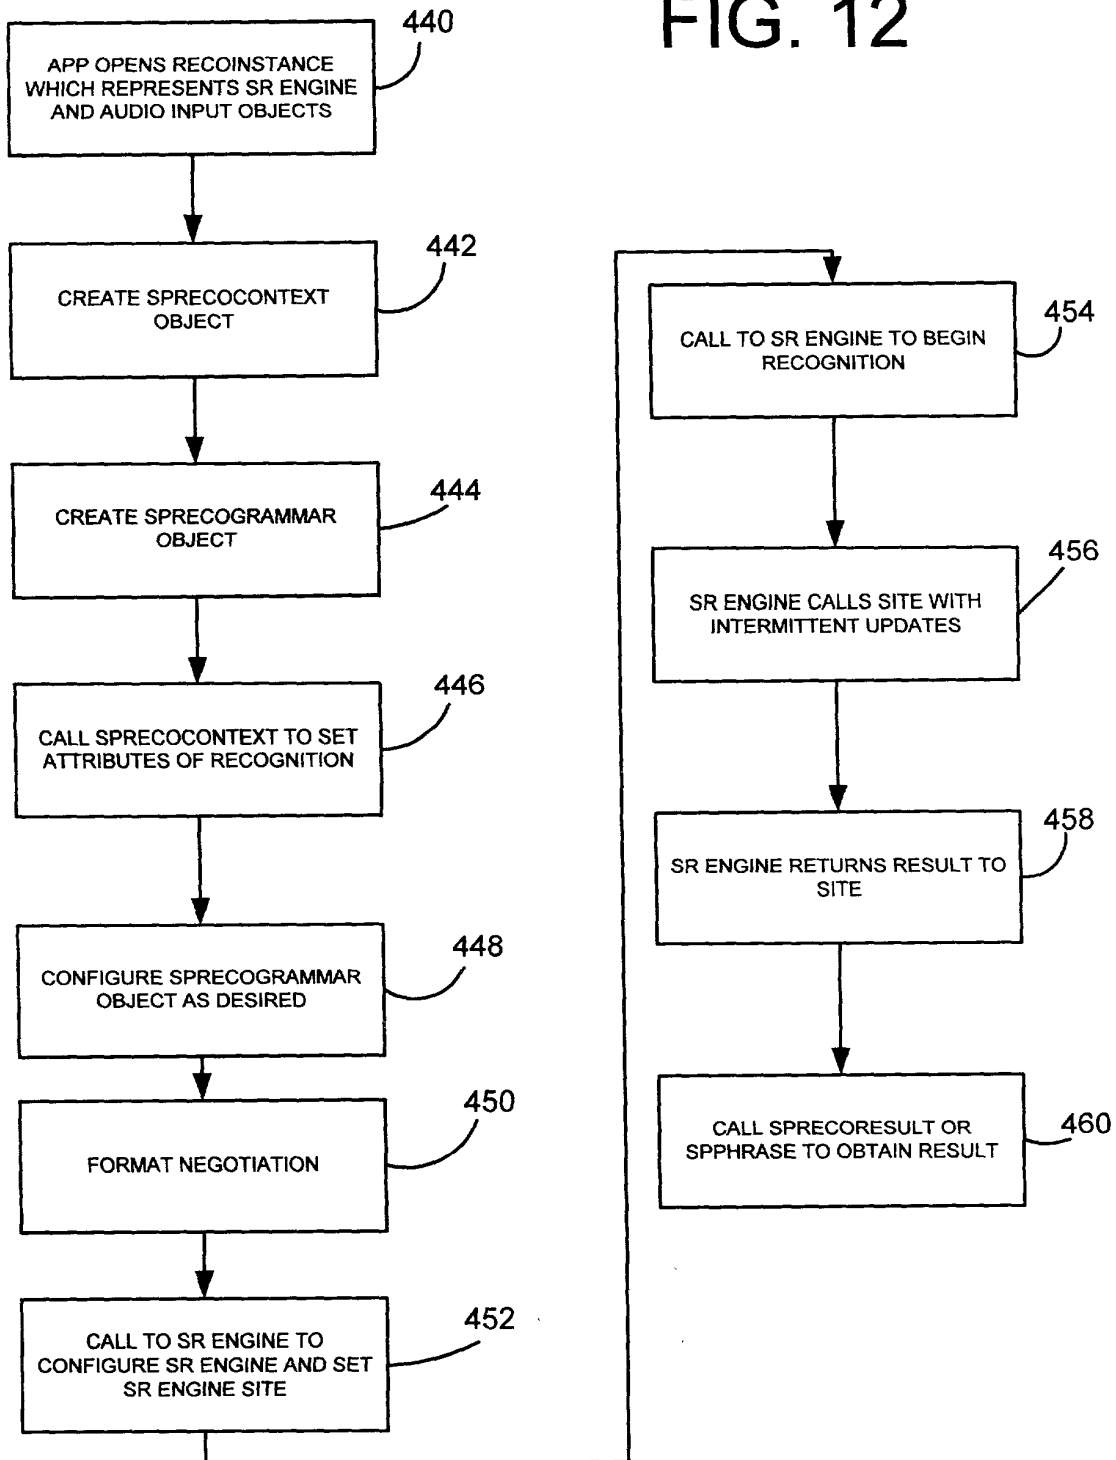 FIG. 12
440
APP OPENS RECOINSTANCE
WHICH REPRESENTS SR ENGINE
AND AUDIO INPUT OBJECTS
442
CREATE SPRECOCONTEXT
OBJECT
444
CREATE SPRECOGRAMMAR
OBJECT
446
CALL SPRECOCONTEXT TO SET
ATTRIBUTES OF RECOGNITION
448
CONFIGURE SPRECOGRAMMAR
OBJECT AS DESIRED
450
FORMAT NEGOTIATION
452
CALL TO SR ENGINE TO
CONFIGURE SR ENGINE AND SET
SR ENGINE SITE
454
CALL TO SR ENGINE TO BEGIN
RECOGNITION
456
SR ENGINE CALLS SITE WITH
INTERMITTENT UPDATES
458
SR ENGINE RETURNS RESULT TO
SITE
460
CALL SPRECORESULT OR
SPPHRASE TO OBTAIN RESULT